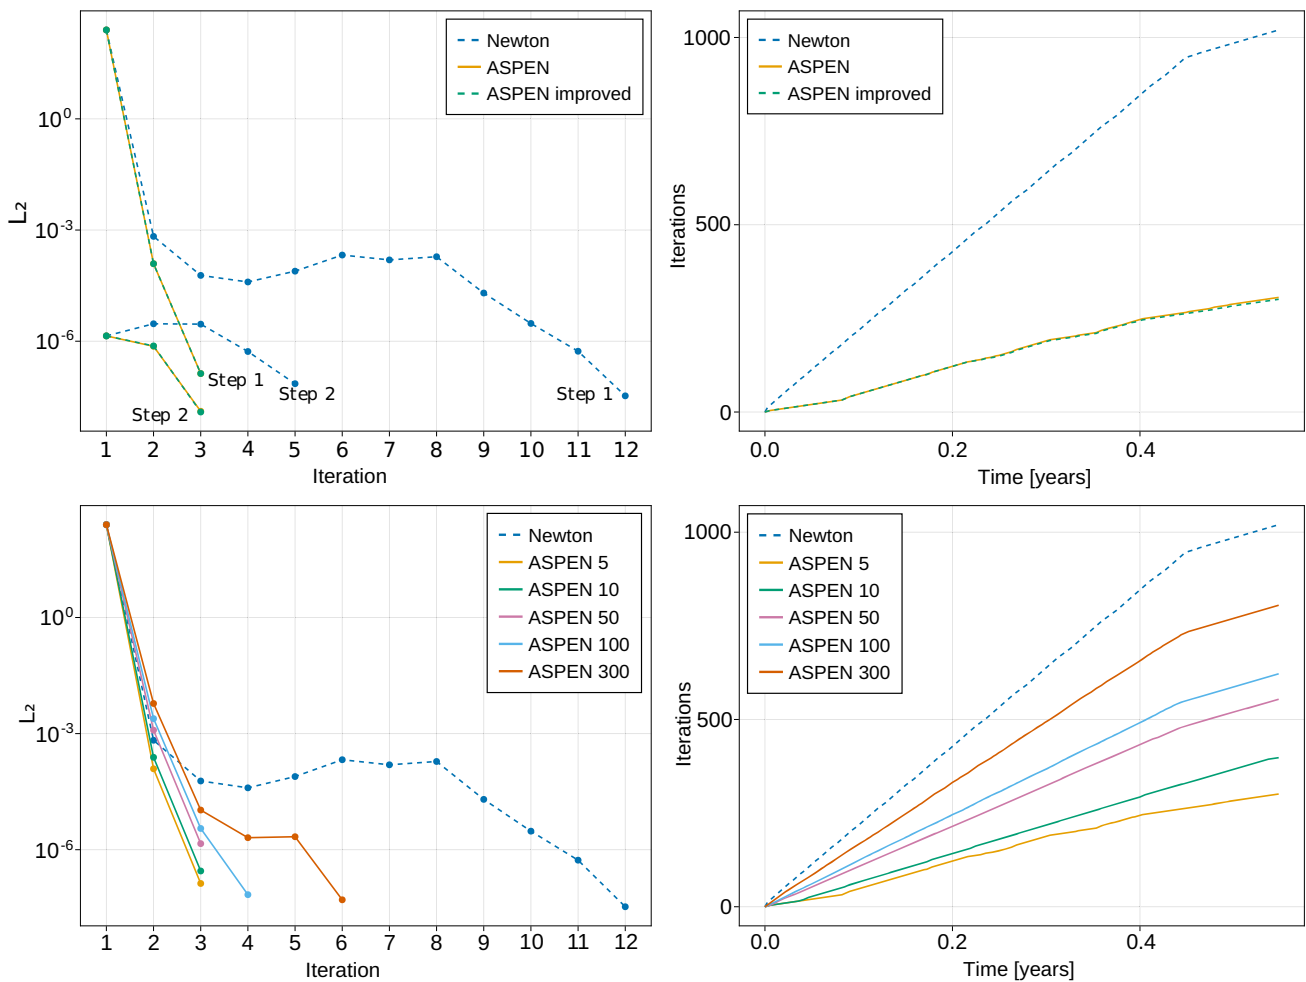 Newton
ASPEN
ASPEN improved
10^0
10^-3
10^-6
L₂
Step 1
Step 2
Step 2
Step 1
1 2 3 4 5 6 7 8 9 10 11 12
Iteration
Newton
ASPEN
ASPEN improved
1000
500
0
Iterations
0.0 0.2 0.4
Time [years]
Newton
ASPEN 5
ASPEN 10
ASPEN 50
ASPEN 100
ASPEN 300
10^0
10^-3
10^-6
L₂
1 2 3 4 5 6 7 8 9 10 11 12
Iteration
Newton
ASPEN 5
ASPEN 10
ASPEN 50
ASPEN 100
ASPEN 300
1000
500
0
Iterations
0.0 0.2 0.4
Time [years]